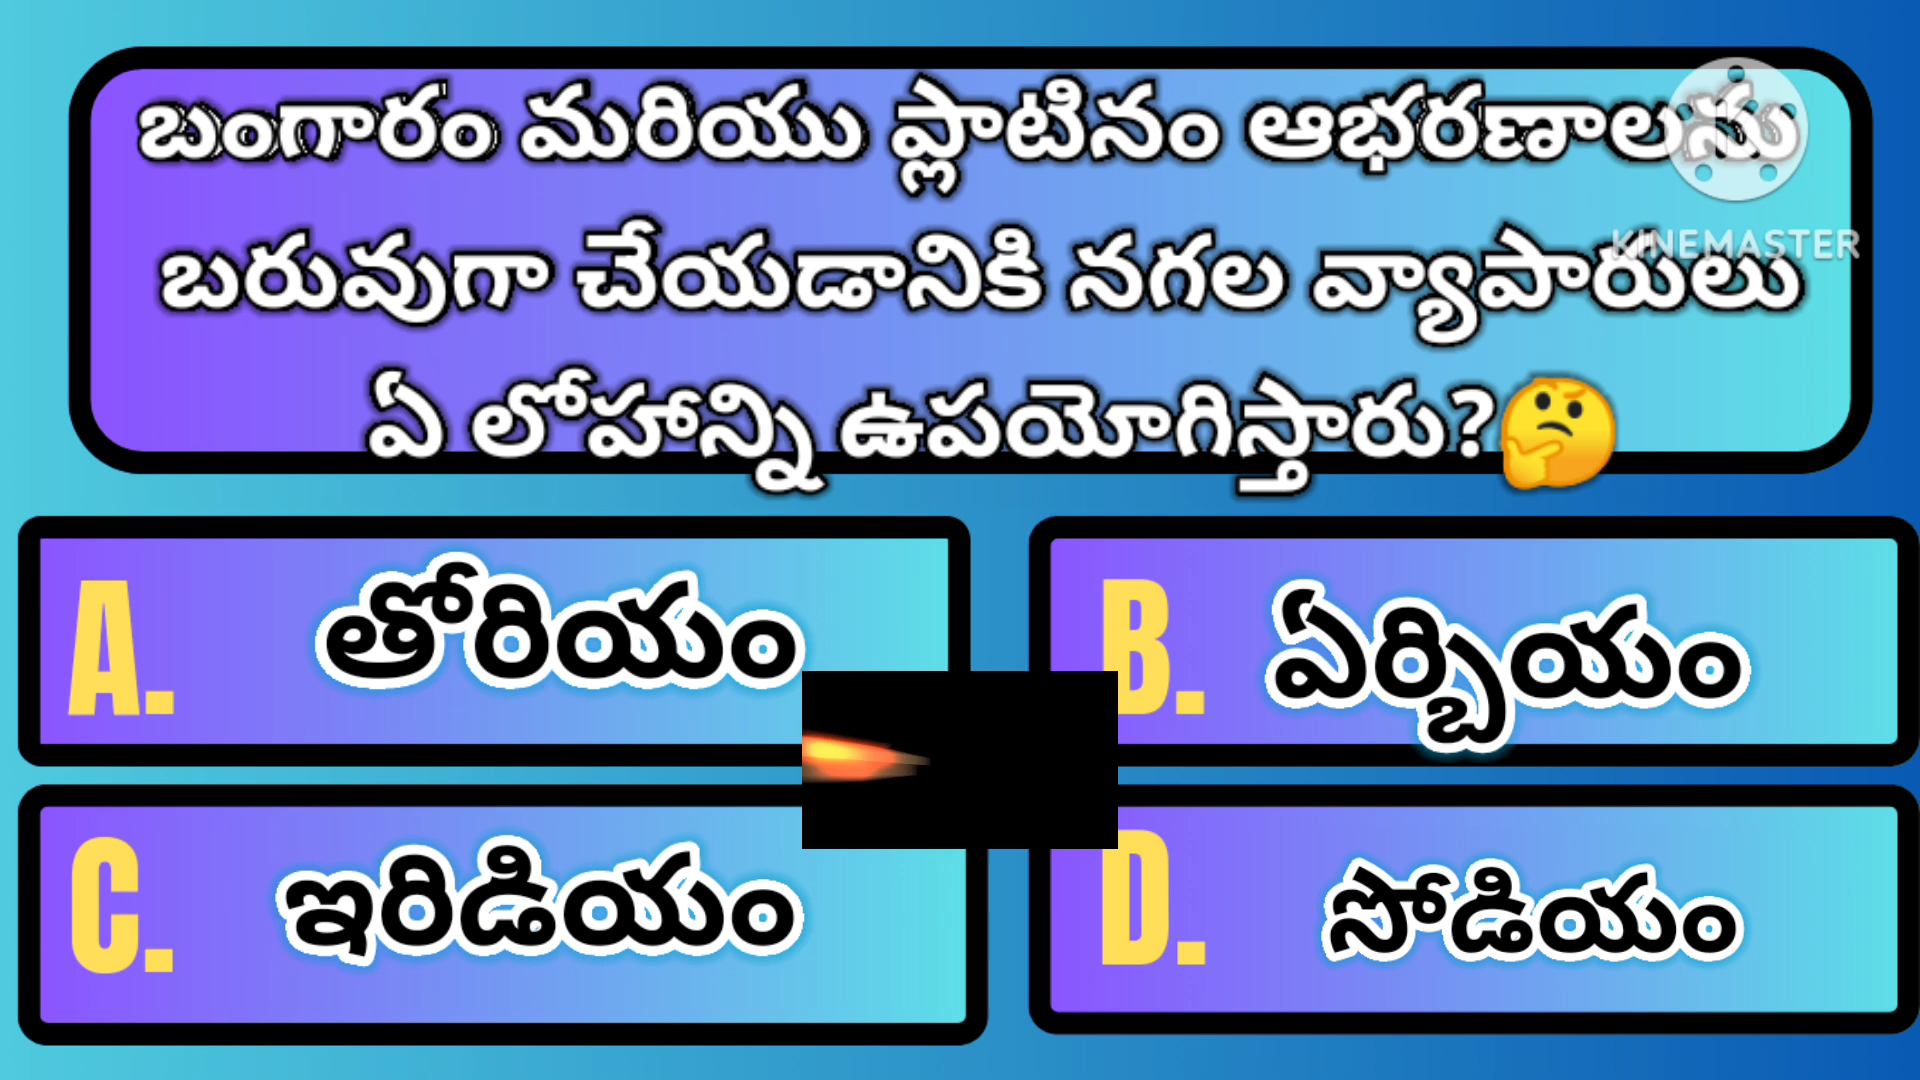 బంగారం మరియు ప్లాటినం ఆభరణాలను
బరువుగా చేయడానికి నగల వ్యాపారులు
ఏ లోహాన్ని ఉపయోగిస్తారు?🤔
KINEMASTER
A. తోరియం
B. ఏర్బియం
C. ఇరిడియం
D. సోడియం